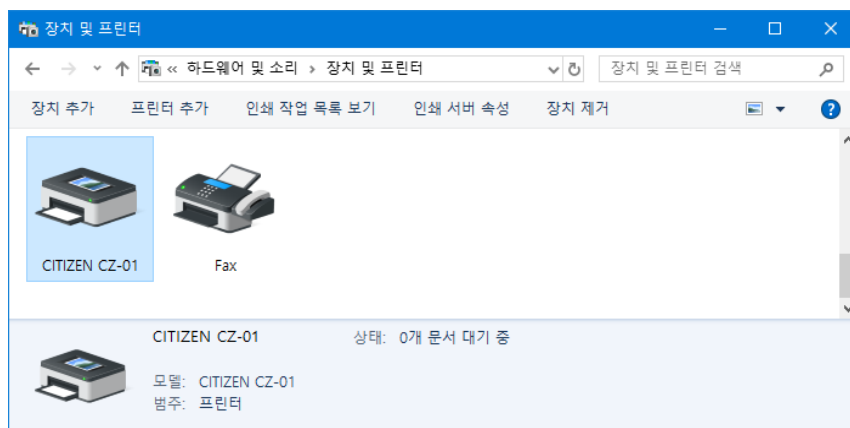 장치 및 프린터
« 하드웨어 및 소리 › 장치 및 프린터
장치 및 프린터 검색
장치 추가 프린터 추가 인쇄 작업 목록 보기 인쇄 서버 속성 장치 제거
CITIZEN CZ-01 Fax
CITIZEN CZ-01 상태: 0개 문서 대기 중
모델: CITIZEN CZ-01
범주: 프린터